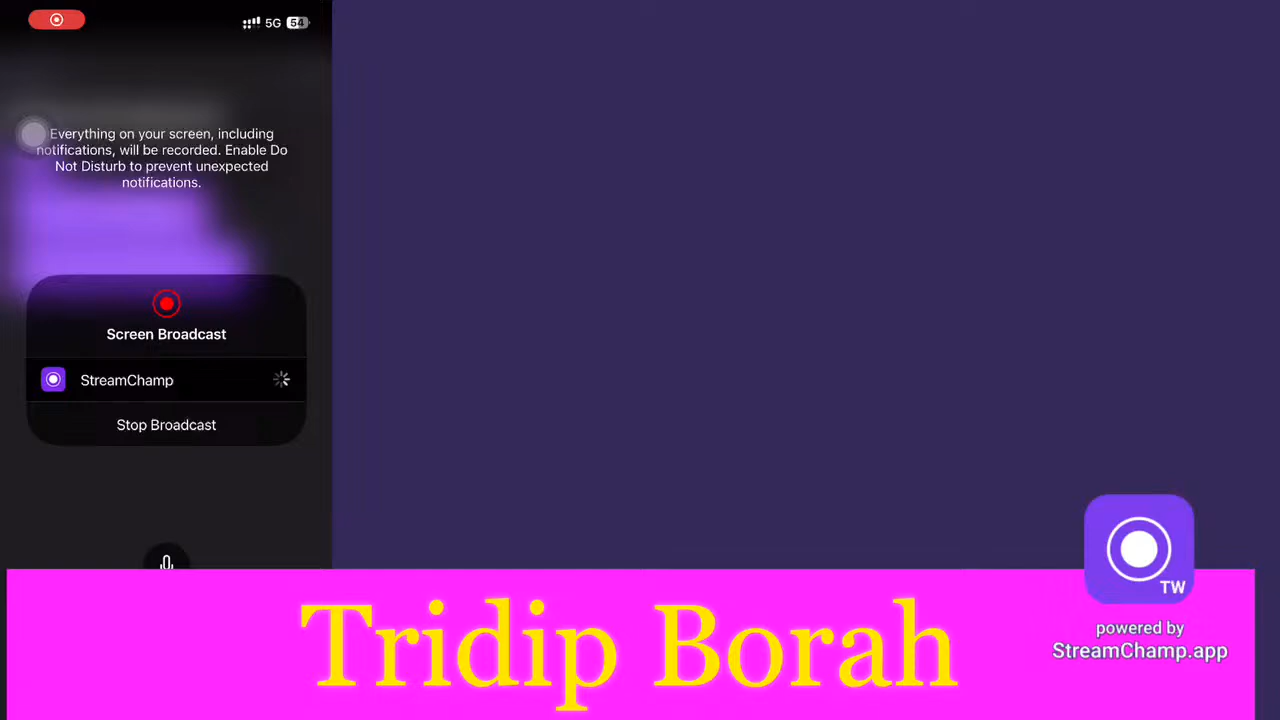 5G 54
Everything on your screen, including
notifications, will be recorded. Enable Do
Not Disturb to prevent unexpected
notifications.
Screen Broadcast
StreamChamp
Stop Broadcast
TW
powered by
StreamChamp.app
Tridip Borah